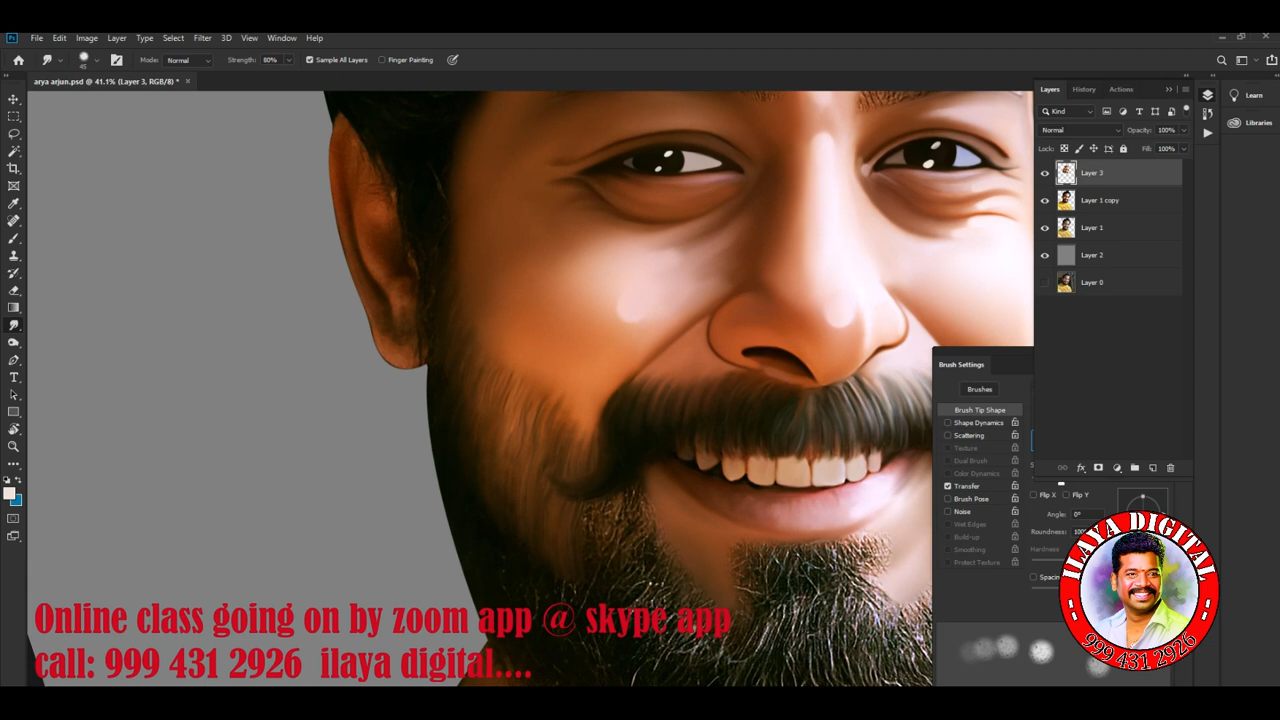 File Edit Image Layer Type Select Filter 3D View Window Help
Mode: Normal Strength: 80% Sample All Layers Finger Painting
45
arya arjun.psd @ 41.1% (Layer 3, RGB/8) * ×
Layers History Actions
Learn
Libraries
Kind
Normal Opacity: 100%
Lock: Fill: 100%
Layer 3
Layer 1 copy
Layer 1
Layer 2
Layer 0
Brush Settings
Brushes
Brush Tip Shape
Shape Dynamics
Scattering
Texture
Dual Brush
Color Dynamics
Transfer
Brush Pose
Noise
Wet Edges
Build-up
Smoothing
Protect Texture
Flip X Flip Y
Angle: 0°
Roundness:
Hardness
Spacing
Online class going on by zoom app @ skype app
call: 999 431 2926 ilaya digital....
ILAYA DIGITAL
999 431 2926